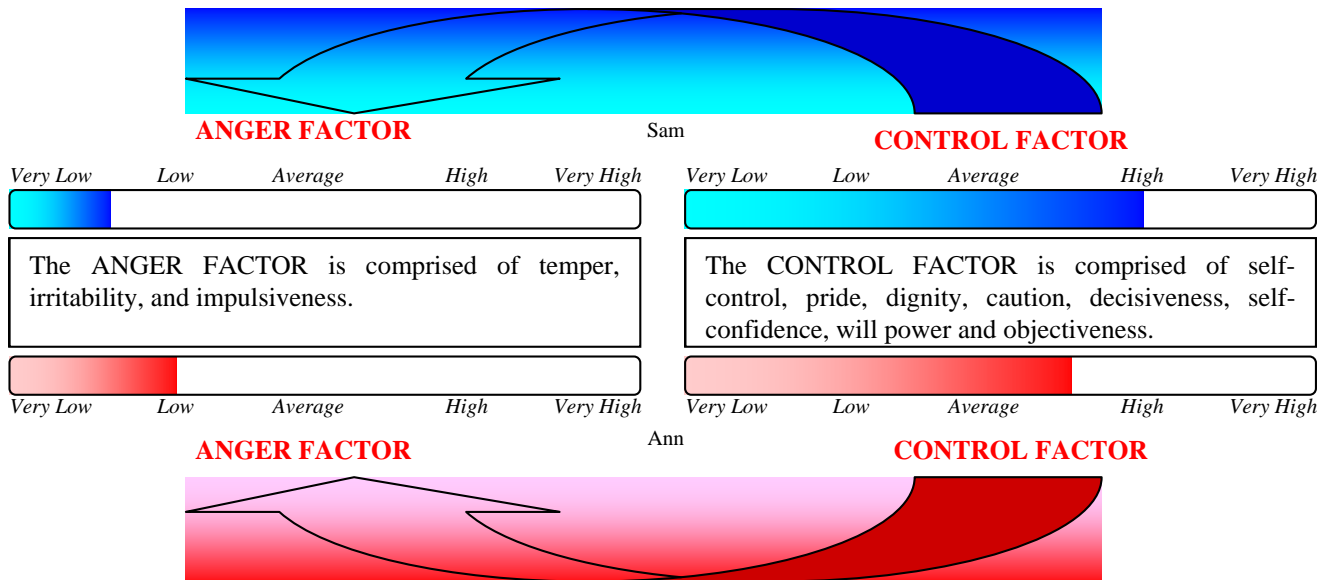 ANGER FACTOR
Sam
CONTROL FACTOR
Very Low Low Average High Very High
Very Low Low Average High Very High
The ANGER FACTOR is comprised of temper,
irritability, and impulsiveness.
The CONTROL FACTOR is comprised of self-
control, pride, dignity, caution, decisiveness, self-
confidence, will power and objectiveness.
Very Low Low Average High Very High
Very Low Low Average High Very High
Ann
ANGER FACTOR
CONTROL FACTOR